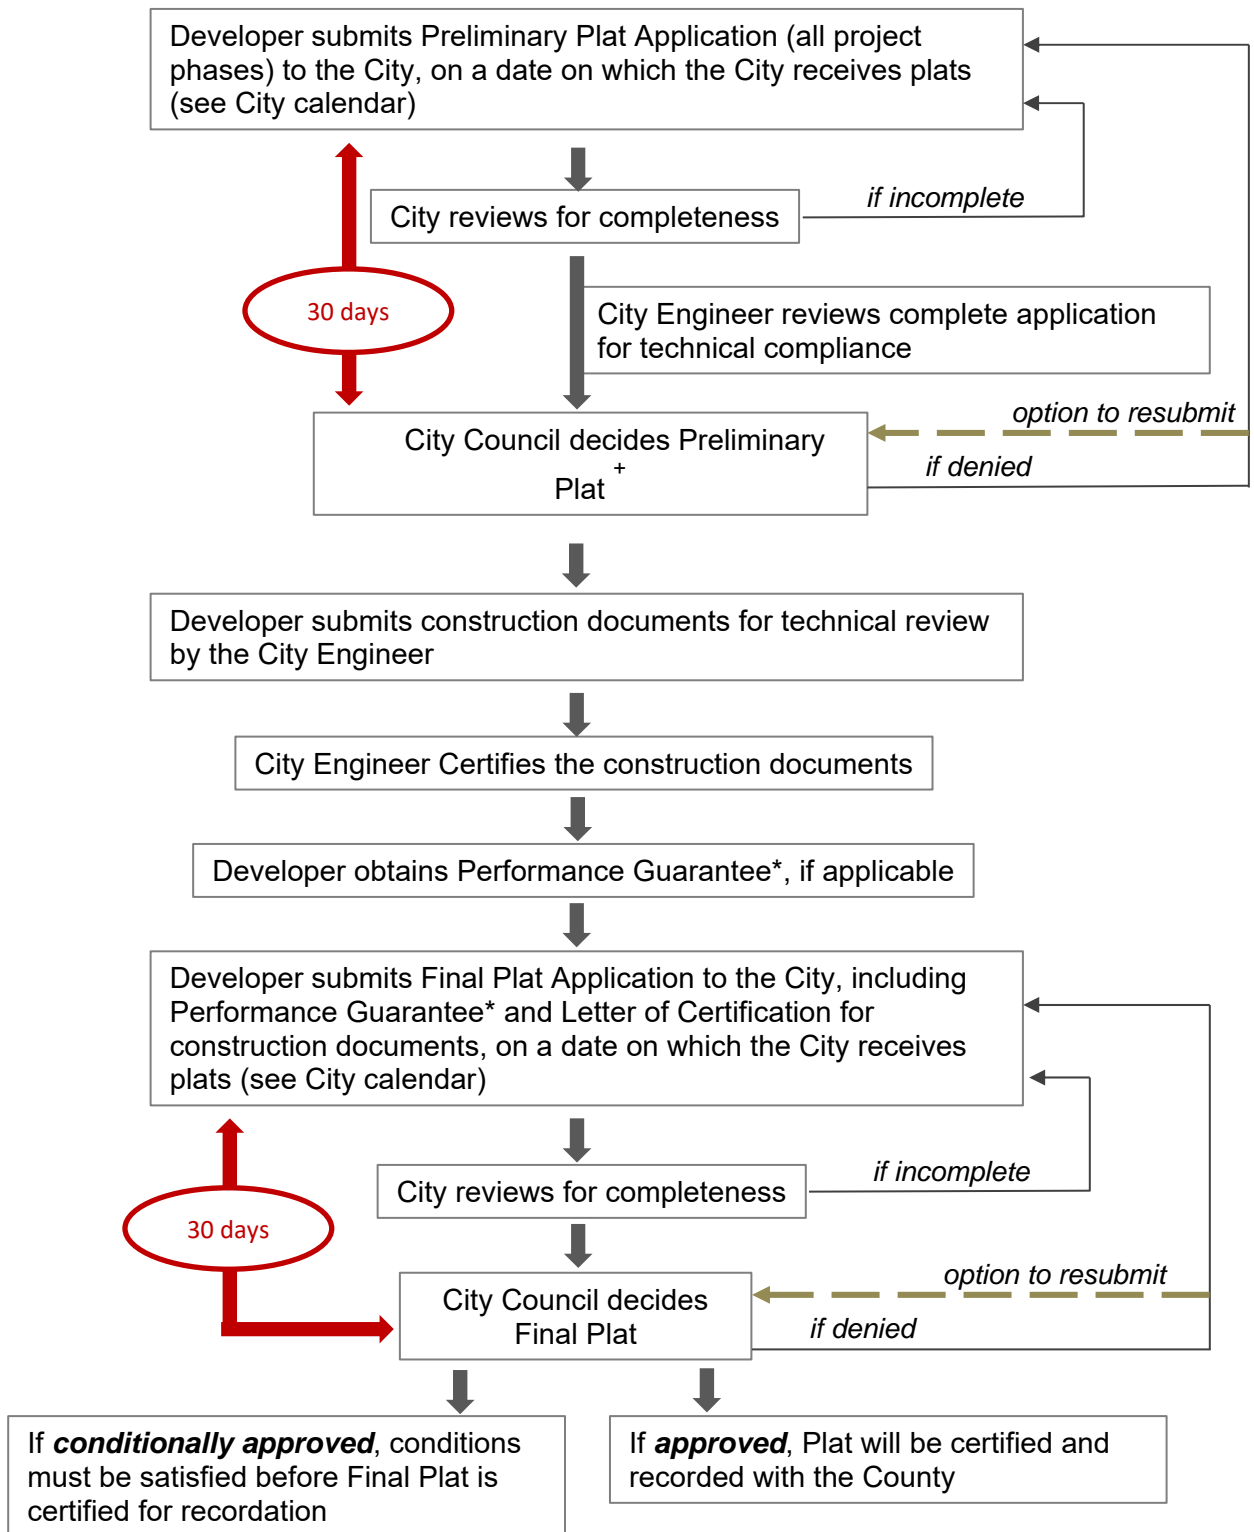 Developer submits Preliminary Plat Application (all project
phases) to the City, on a date on which the City receives plats
(see City calendar)
City reviews for completeness
if incomplete
30 days
City Engineer reviews complete application
for technical compliance
option to resubmit
City Council decides Preliminary
Plat +
if denied
Developer submits construction documents for technical review
by the City Engineer
City Engineer Certifies the construction documents
Developer obtains Performance Guarantee*, if applicable
Developer submits Final Plat Application to the City, including
Performance Guarantee* and Letter of Certification for
construction documents, on a date on which the City receives
plats (see City calendar)
City reviews for completeness
if incomplete
30 days
option to resubmit
City Council decides
Final Plat
if denied
If conditionally approved, conditions
must be satisfied before Final Plat is
certified for recordation
If approved, Plat will be certified and
recorded with the County